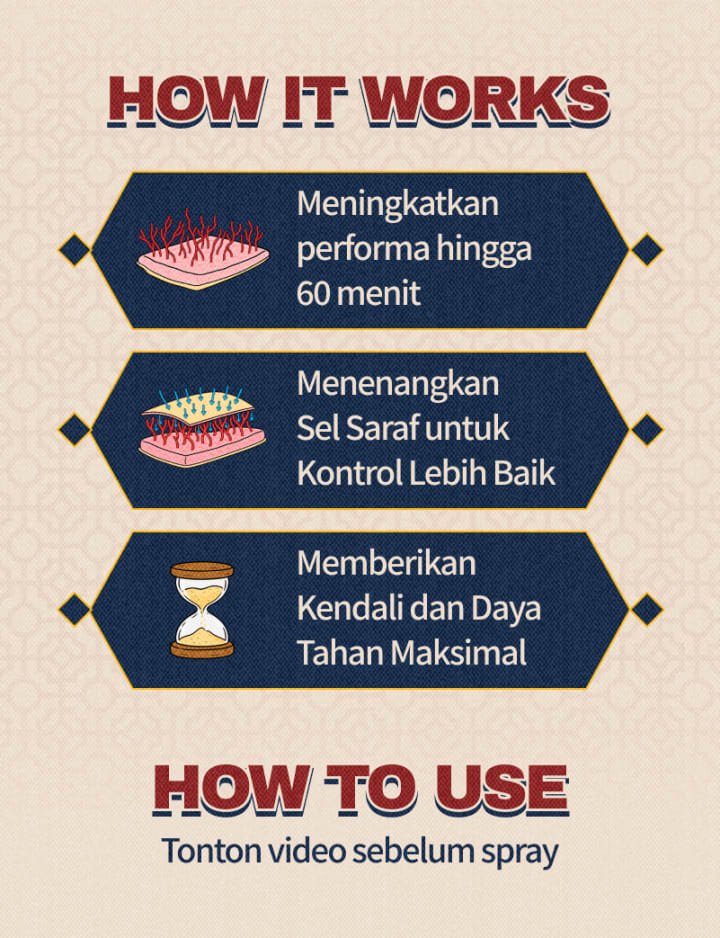 HOW IT WORKS
Meningkatkan
performa hingga
60 menit
Menenangkan
Sel Saraf untuk
Kontrol Lebih Baik
Memberikan
Kendali dan Daya
Tahan Maksimal
HOW TO USE
Tonton video sebelum spray